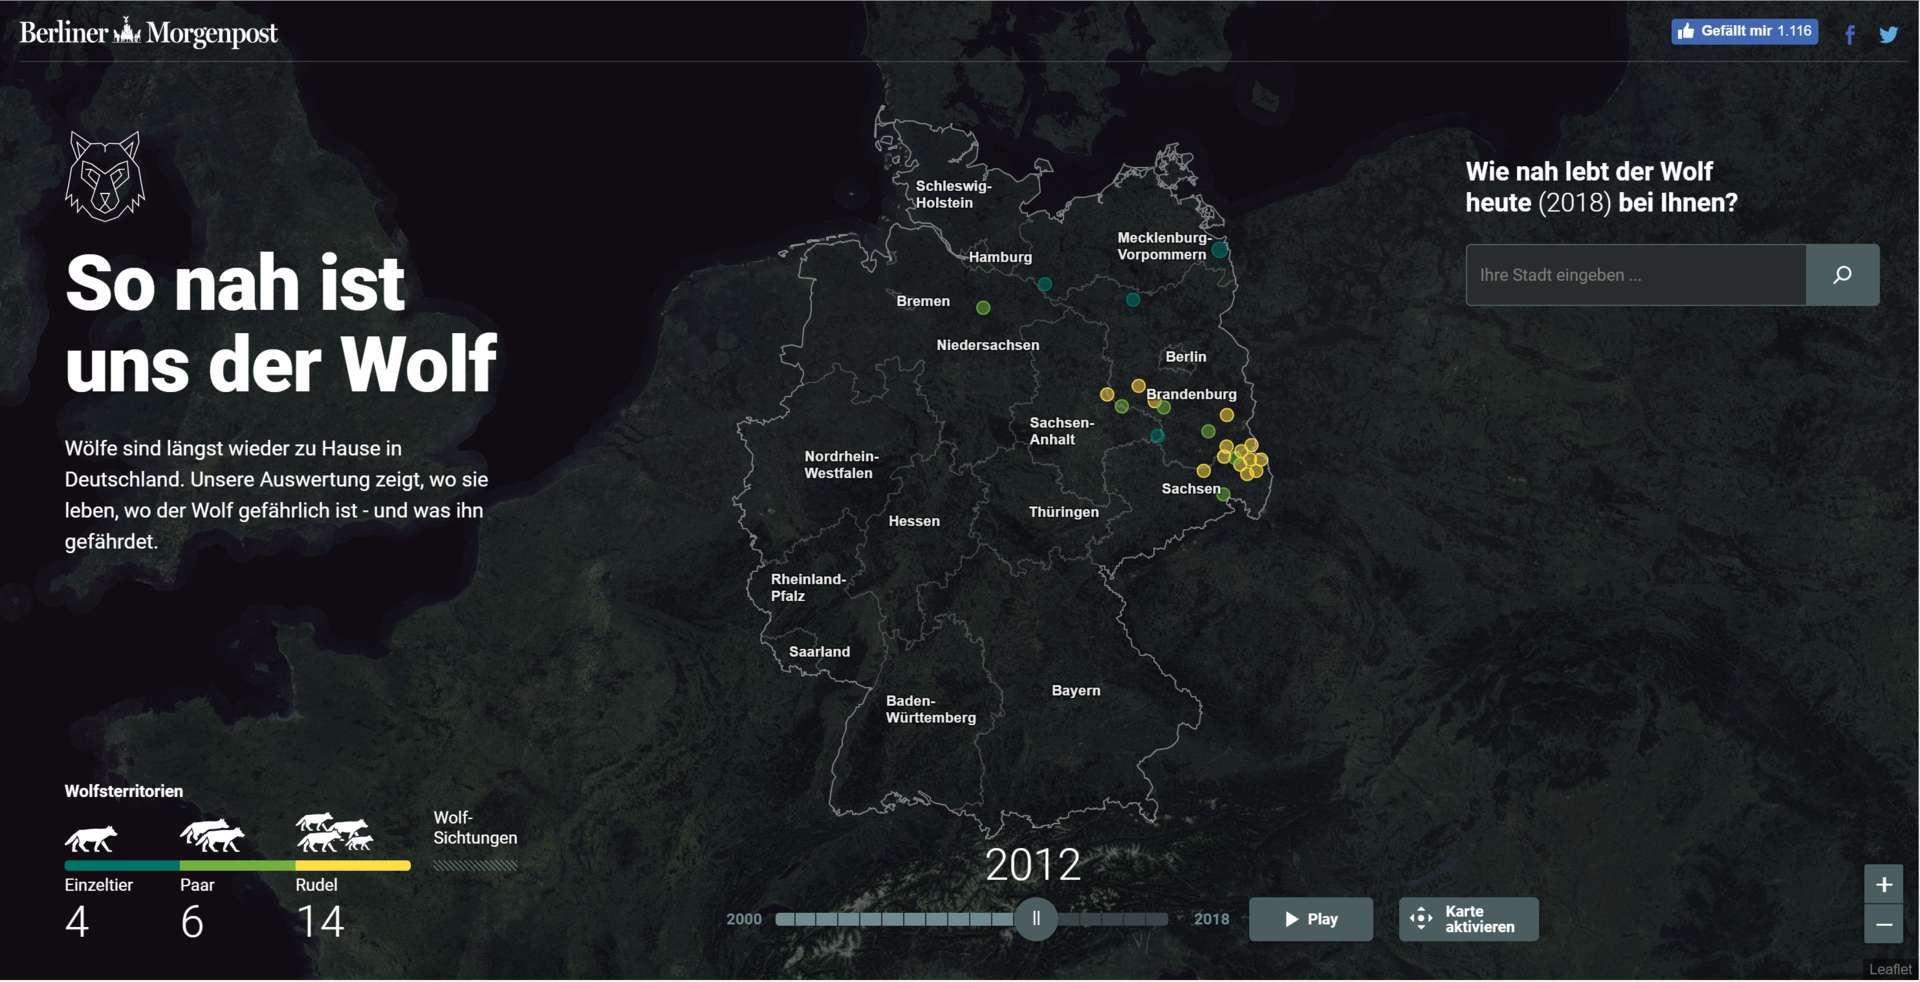 Berliner Morgenpost
Gefällt mir 1.116
So nah ist
uns der Wolf
Wölfe sind längst wieder zu Hause in
Deutschland. Unsere Auswertung zeigt, wo sie
leben, wo der Wolf gefährlich ist - und was ihn
gefährdet.
Wie nah lebt der Wolf
heute (2018) bei Ihnen?
Ihre Stadt eingeben ...
Schleswig-
Holstein
Mecklenburg-
Vorpommern
Hamburg
Bremen
Niedersachsen
Berlin
Brandenburg
Sachsen-
Anhalt
Nordrhein-
Westfalen
Sachsen
Thüringen
Hessen
Rheinland-
Pfalz
Saarland
Bayern
Baden-
Württemberg
Wolfsterritorien
Wolf-
Sichtungen
Einzeltier
Paar
Rudel
4
6
14
2012
2000
2018
Play
Karte
aktivieren
+
−
Leaflet